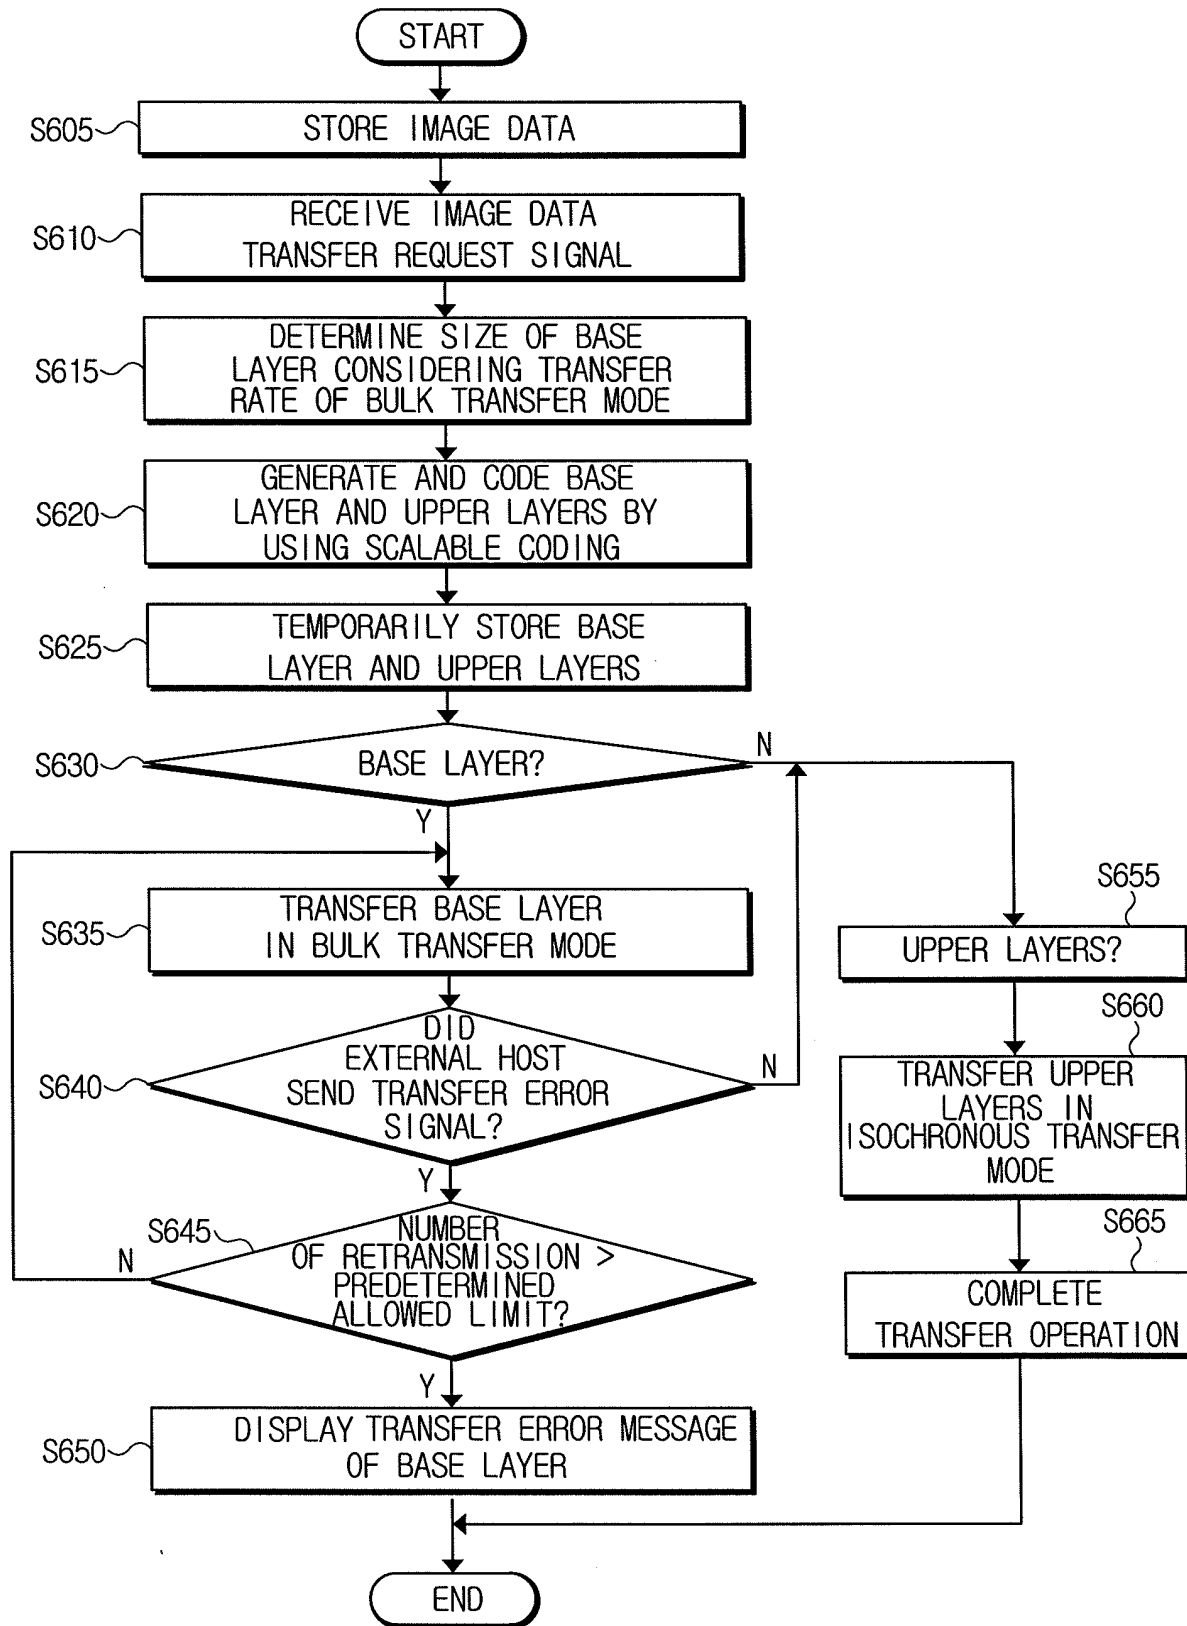 START
S605
STORE IMAGE DATA
S610
RECEIVE IMAGE DATA
TRANSFER REQUEST SIGNAL
S615
DETERMINE SIZE OF BASE
LAYER CONSIDERING TRANSFER
RATE OF BULK TRANSFER MODE
S620
GENERATE AND CODE BASE
LAYER AND UPPER LAYERS BY
USING SCALABLE CODING
S625
TEMPORARILY STORE BASE
LAYER AND UPPER LAYERS
S630
BASE LAYER?
N
Y
S635
TRANSFER BASE LAYER
IN BULK TRANSFER MODE
S640
DID
EXTERNAL HOST
SEND TRANSFER ERROR
SIGNAL?
N
Y
S645
NUMBER
OF RETRANSMISSION >
PREDETERMINED
ALLOWED LIMIT?
N
Y
S650
DISPLAY TRANSFER ERROR MESSAGE
OF BASE LAYER
S655
UPPER LAYERS?
S660
TRANSFER UPPER
LAYERS IN
ISOCHRONOUS TRANSFER
MODE
S665
COMPLETE
TRANSFER OPERATION
END